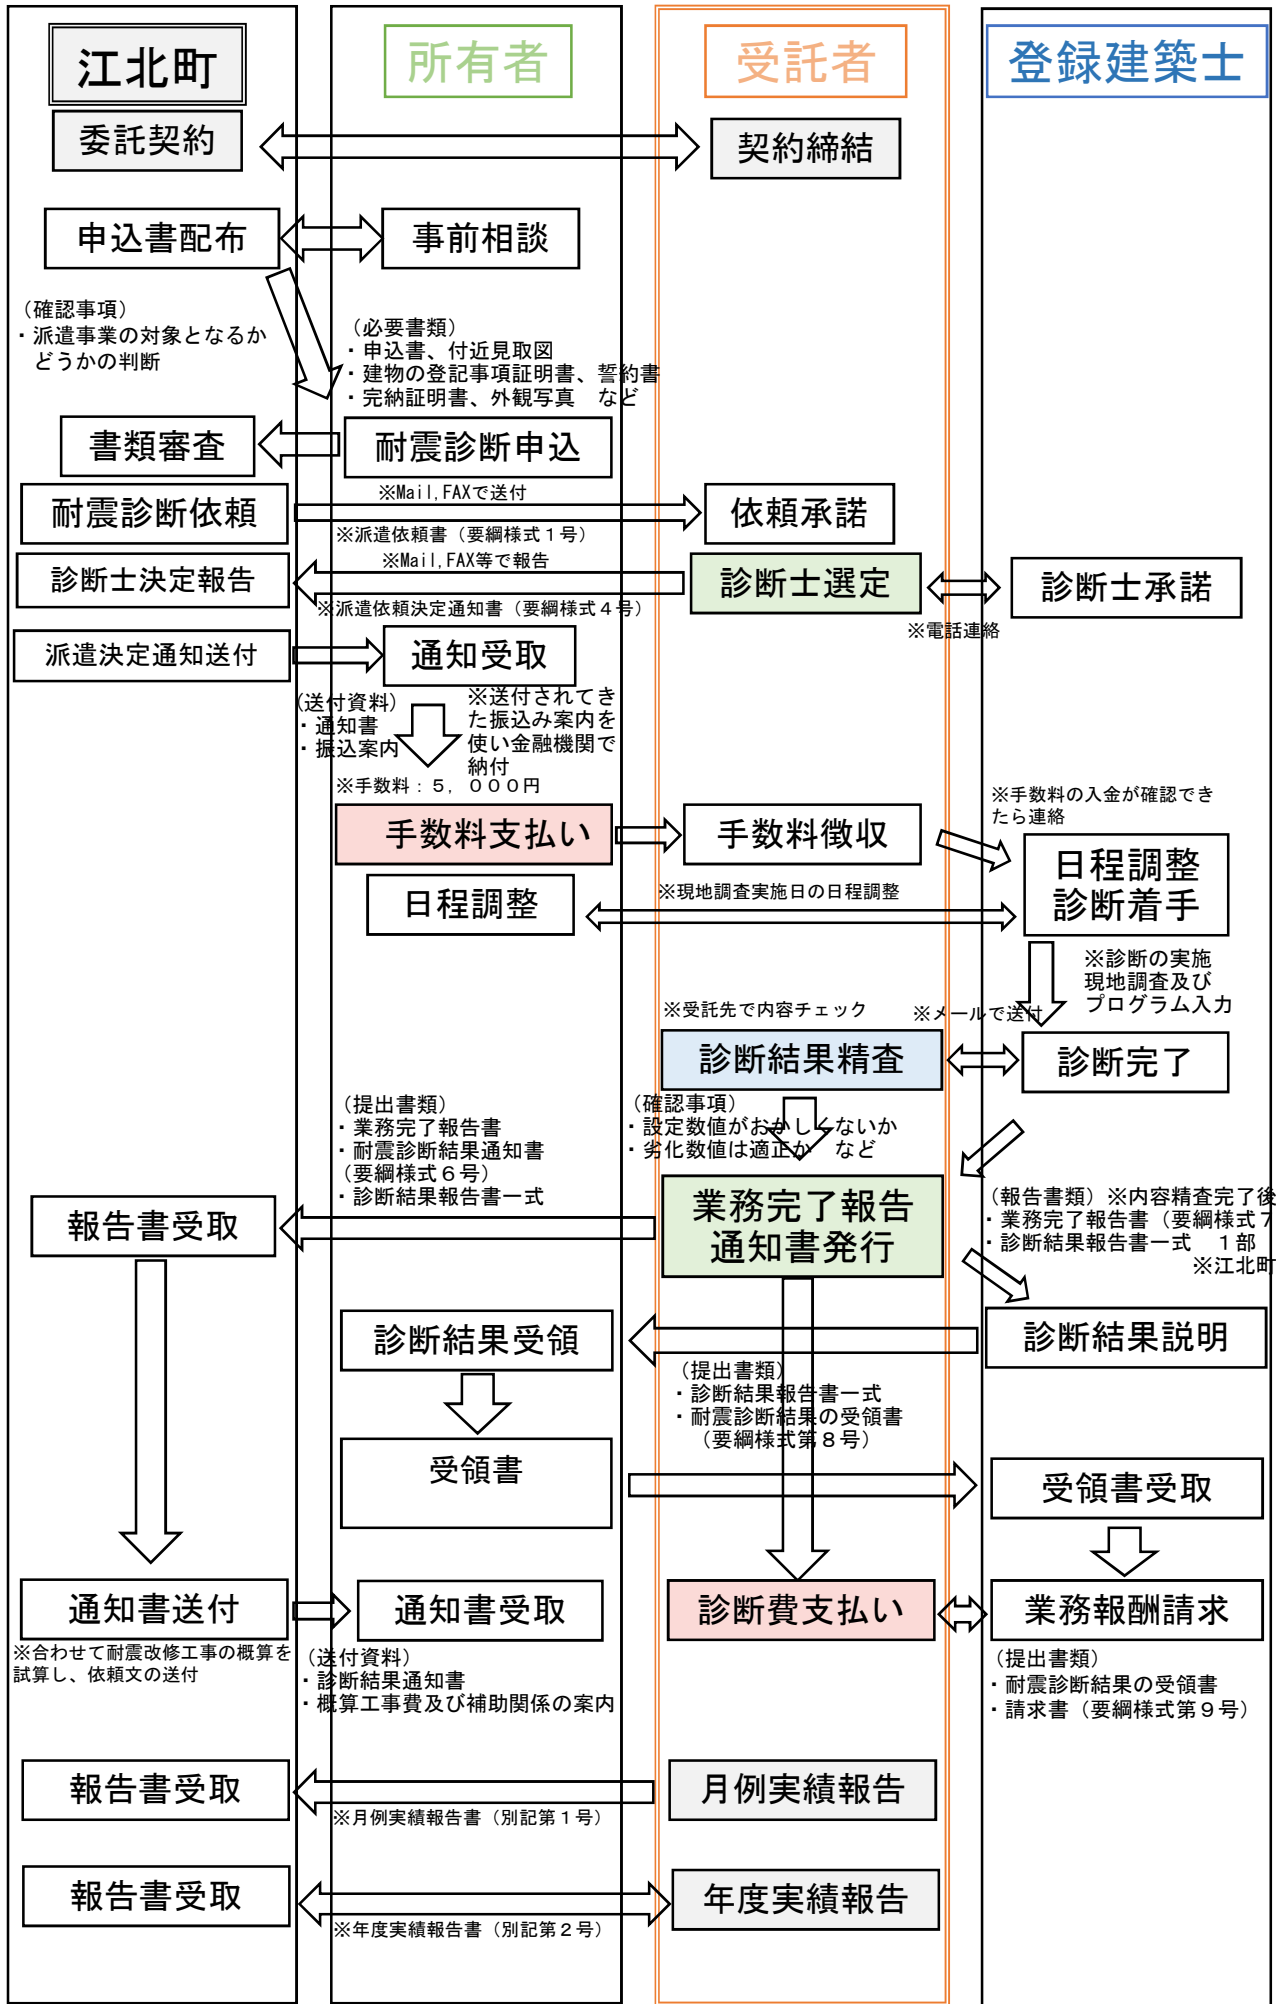 江北町
所有者
受託者
登録建築士
委託契約
契約締結
申込書配布
事前相談
（確認事項）
・派遣事業の対象となるか
どうかの判断
（必要書類）
・申込書、付近見取図
・建物の登記事項証明書、誓約書
・完納証明書、外観写真　など
書類審査
耐震診断申込
※Mail,FAXで送付
耐震診断依頼
依頼承諾
※派遣依頼書（要綱様式１号）
※Mail,FAX等で報告
診断士決定報告
診断士選定
診断士承諾
※派遣依頼決定通知書（要綱様式４号）
※電話連絡
派遣決定通知送付
通知受取
（送付資料）
・通知書
・振込案内
※送付されてき
た振込み案内を
使い金融機関で
納付
※手数料：５，０００円
※手数料の入金が確認でき
たら連絡
手数料支払い
手数料徴収
日程調整
診断着手
日程調整
※現地調査実施日の日程調整
※診断の実施
現地調査及び
プログラム入力
※受託先で内容チェック
※メールで送付
診断結果精査
診断完了
（提出書類）
・業務完了報告書
・耐震診断結果通知書
（要綱様式６号）
・診断結果報告書一式
（確認事項）
・設定数値がおかしくないか
・劣化数値は適正か　など
報告書受取
業務完了報告
通知書発行
（報告書類）※内容精査完了後
・業務完了報告書（要綱様式７
・診断結果報告書一式　１部
※江北町
診断結果受領
診断結果説明
（提出書類）
・診断結果報告書一式
・耐震診断結果の受領書
（要綱様式第８号）
受領書
受領書受取
通知書送付
通知書受取
診断費支払い
業務報酬請求
※合わせて耐震改修工事の概算を
試算し、依頼文の送付
（送付資料）
・診断結果通知書
・概算工事費及び補助関係の案内
（提出書類）
・耐震診断結果の受領書
・請求書（要綱様式第９号）
報告書受取
月例実績報告
※月例実績報告書（別記第１号）
報告書受取
年度実績報告
※年度実績報告書（別記第２号）